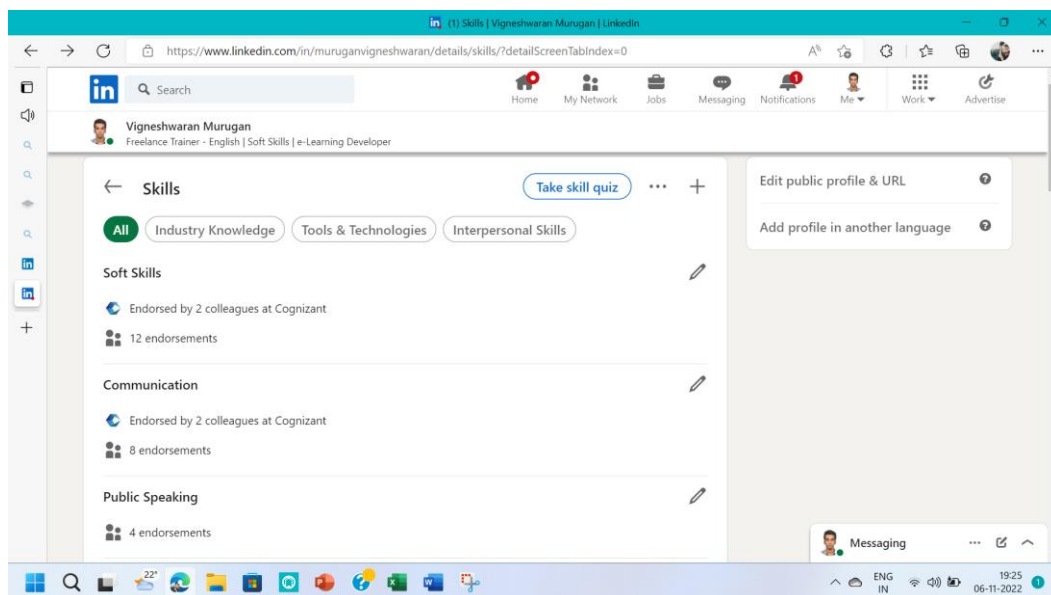 (1) Skills | Vigneshwaran Murugan | LinkedIn
https://www.linkedin.com/in/muruganvigneshwaran/details/skills/?detailScreenTabIndex=0
in Search Home My Network Jobs Messaging Notifications Me Work Advertise
Vigneshwaran Murugan
Freelance Trainer - English | Soft Skills | e-Learning Developer
Skills Take skill quiz
All Industry Knowledge Tools & Technologies Interpersonal Skills
Edit public profile & URL
Add profile in another language
Soft Skills
Endorsed by 2 colleagues at Cognizant
12 endorsements
Communication
Endorsed by 2 colleagues at Cognizant
8 endorsements
Public Speaking
4 endorsements
Messaging
22°
ENG
IN
19:25
06-11-2022
1